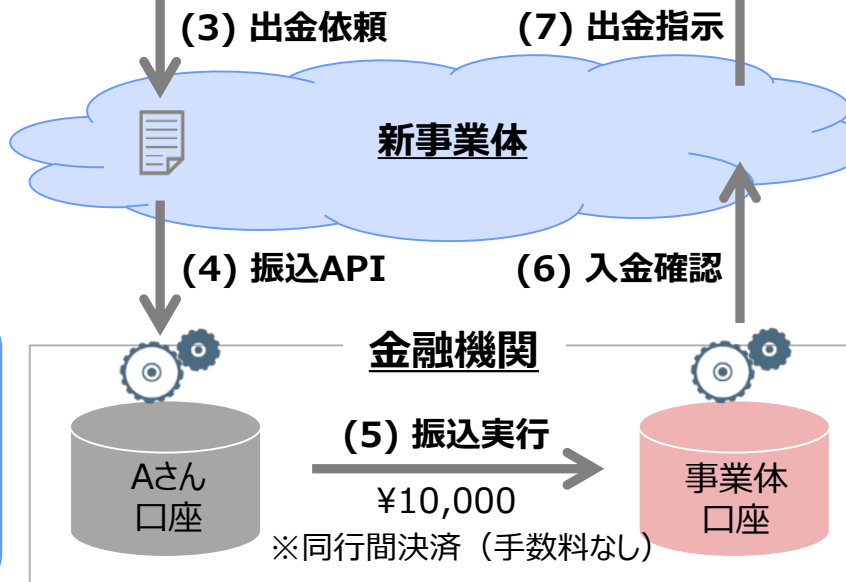 (3) 出金依頼
(7) 出金指示
新事業体
(4) 振込API
(6) 入金確認
金融機関
(5) 振込実行
Aさん
口座
¥10,000
※同行間決済（手数料なし）
事業体
口座